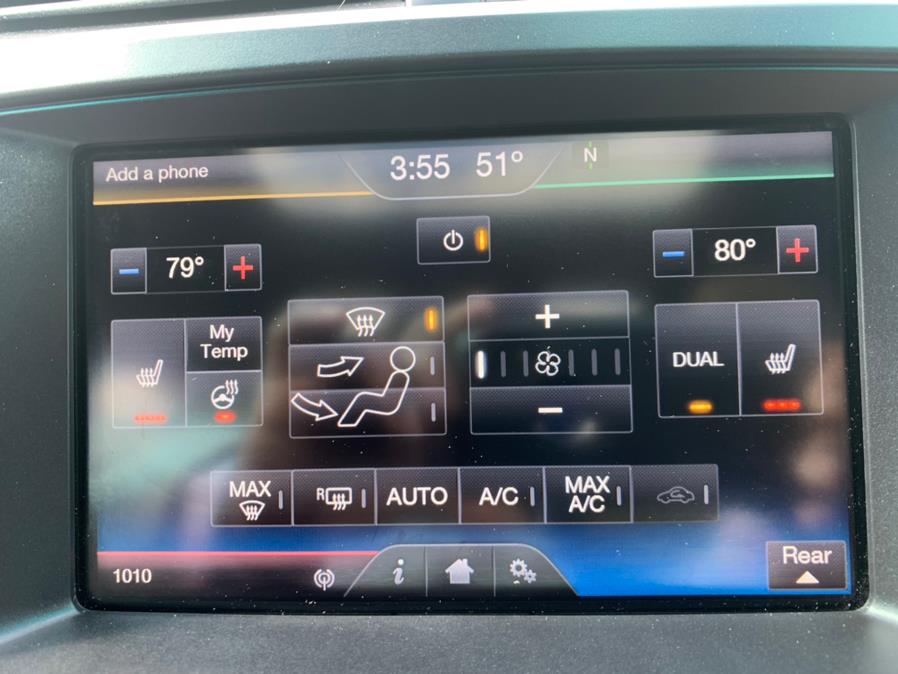 Add a phone
3:55 51° N
79°
80°
My
Temp
DUAL
MAX
R
AUTO
A/C
MAX
A/C
1010
i
Rear